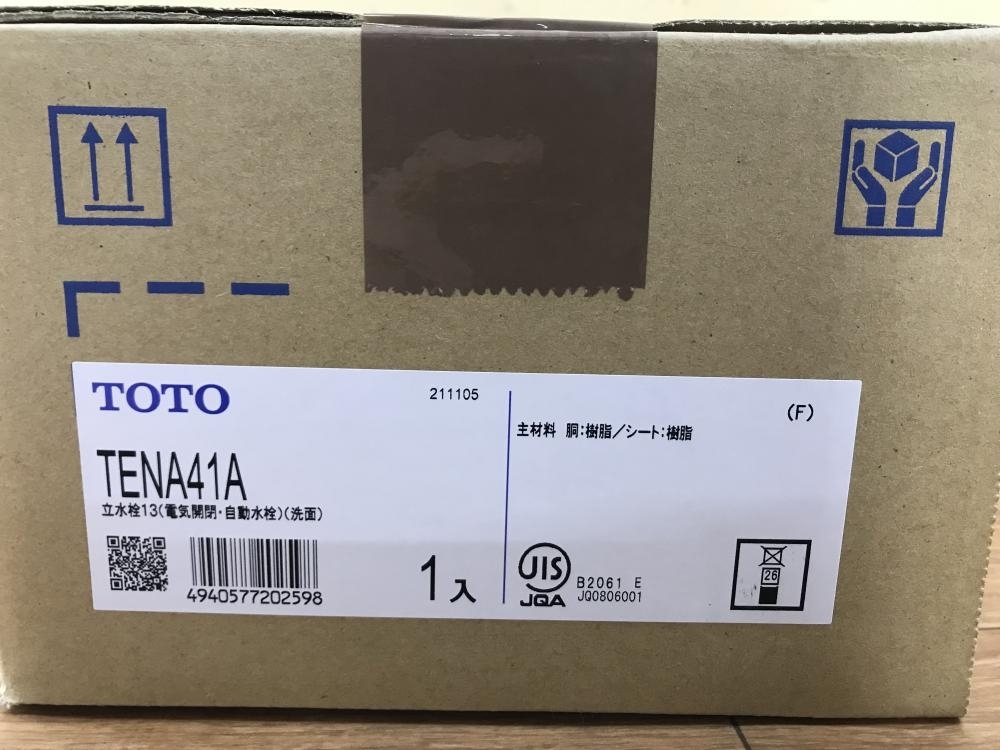 TOTO
211105
TENA41A
立水栓13(電気開閉・自動水栓)(洗面)
4940577202598
1入
(F)
主材料 胴:樹脂/シート:樹脂
JIS
JQA
B2061 E
JQ0806001
26